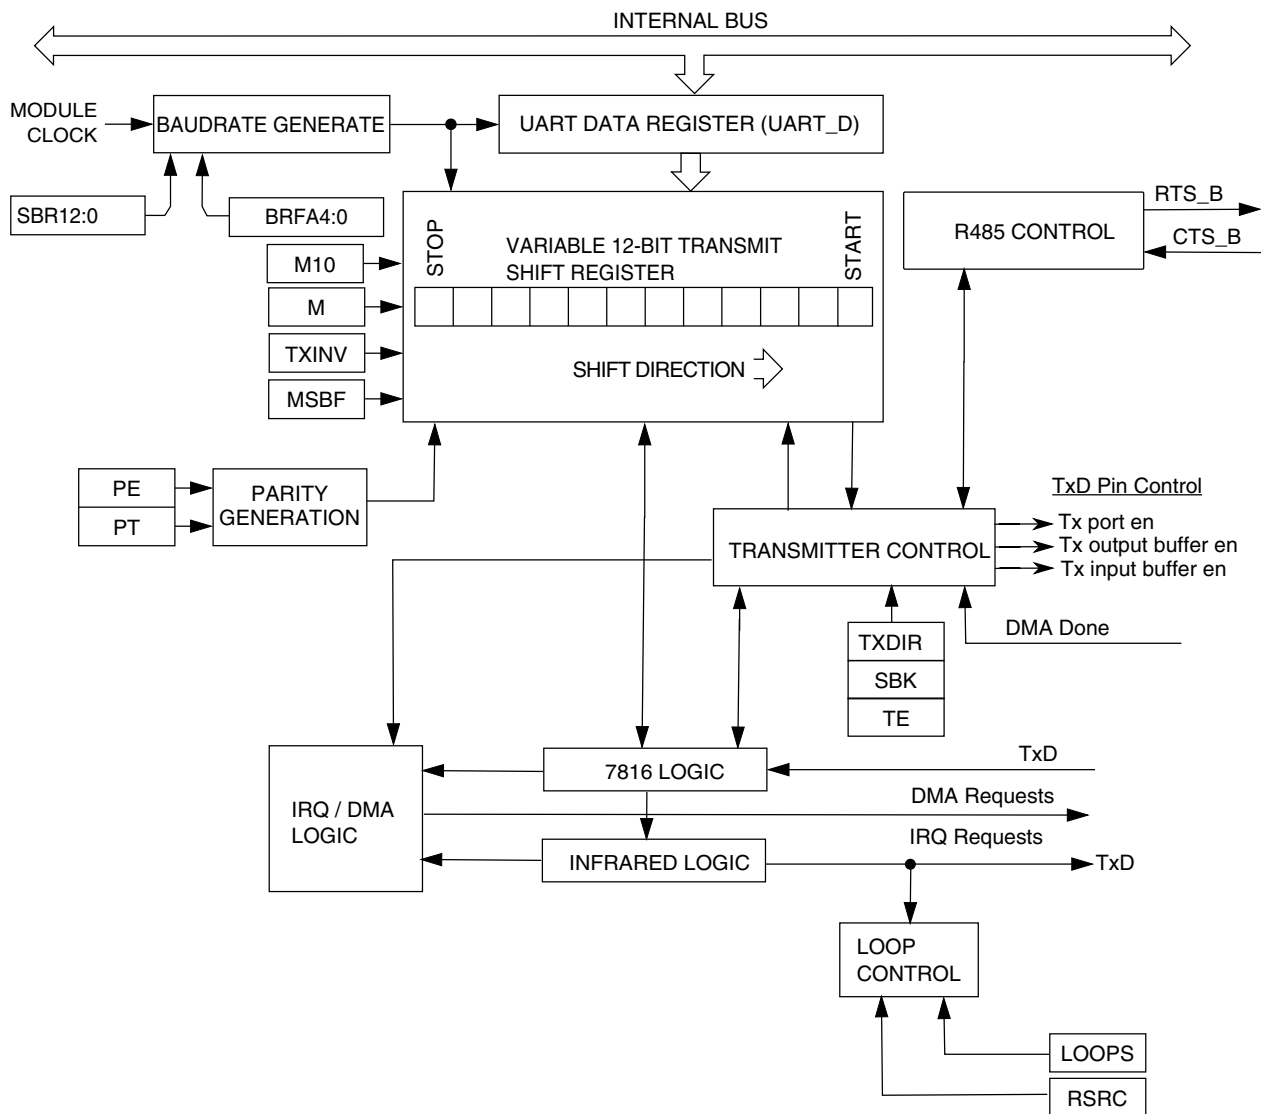 INTERNAL BUS
MODULE
CLOCK
BAUDRATE GENERATE
UART DATA REGISTER (UART_D)
SBR12:0
BRFA4:0
STOP
VARIABLE 12-BIT TRANSMIT
SHIFT REGISTER
START
R485 CONTROL
RTS_B
CTS_B
M10
M
TXINV
MSBF
SHIFT DIRECTION
PE
PT
PARITY
GENERATION
TRANSMITTER CONTROL
TxD Pin Control
Tx port en
Tx output buffer en
Tx input buffer en
DMA Done
TXDIR
SBK
TE
IRQ / DMA
LOGIC
7816 LOGIC
TxD
DMA Requests
IRQ Requests
INFRARED LOGIC
TxD
LOOP
CONTROL
LOOPS
RSRC